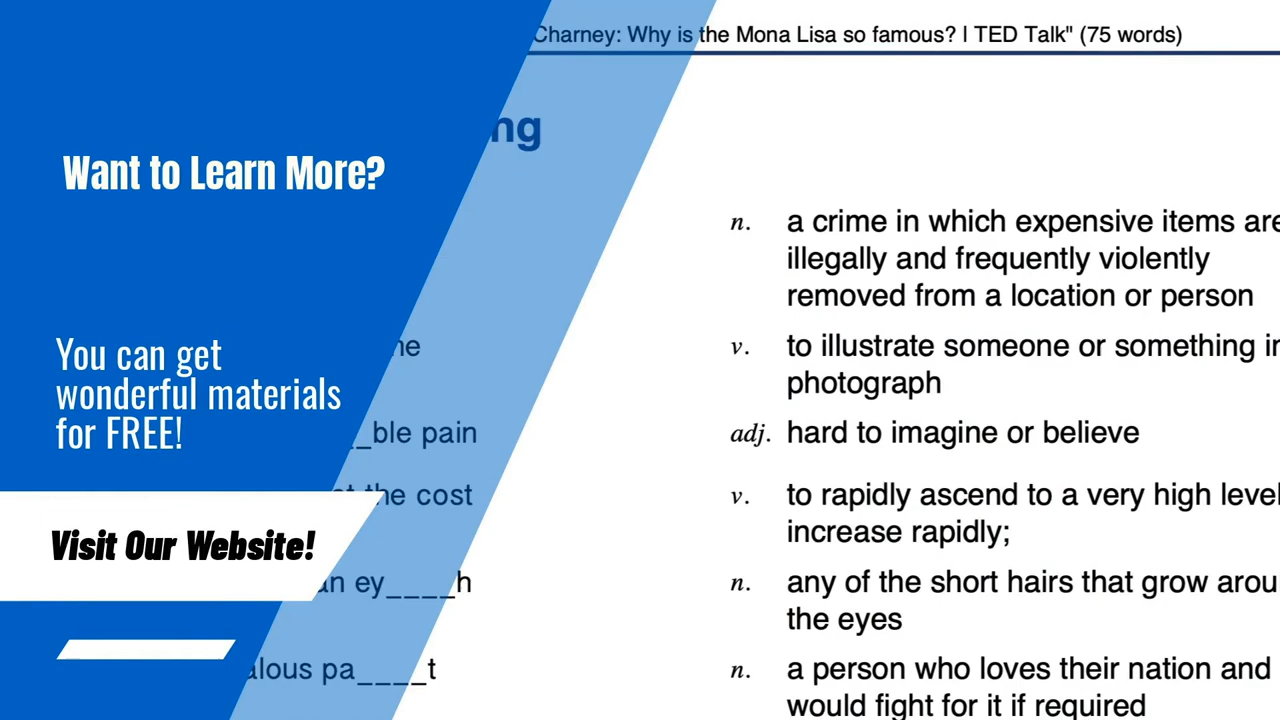 Charney: Why is the Mona Lisa so famous? | TED Talk" (75 words)
ng
Want to Learn More?
You can get
wonderful materials
for FREE!
Visit Our Website!
he
_ble pain
the cost
an ey____h
alous pa____t
n. a crime in which expensive items are
illegally and frequently violently
removed from a location or person
v. to illustrate someone or something in
photograph
adj. hard to imagine or believe
v. to rapidly ascend to a very high level
increase rapidly;
n. any of the short hairs that grow arou
the eyes
n. a person who loves their nation and
would fight for it if required